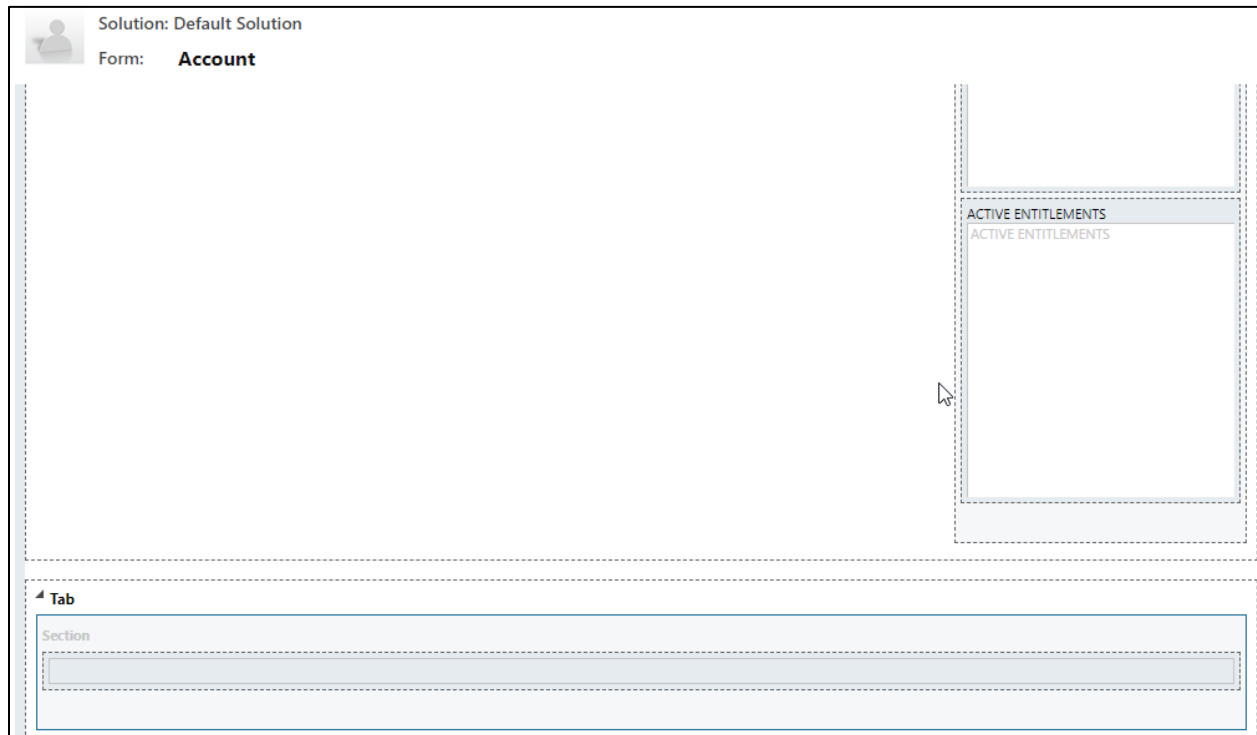 Solution: Default Solution
Form: Account
ACTIVE ENTITLEMENTS
ACTIVE ENTITLEMENTS
Tab
Section